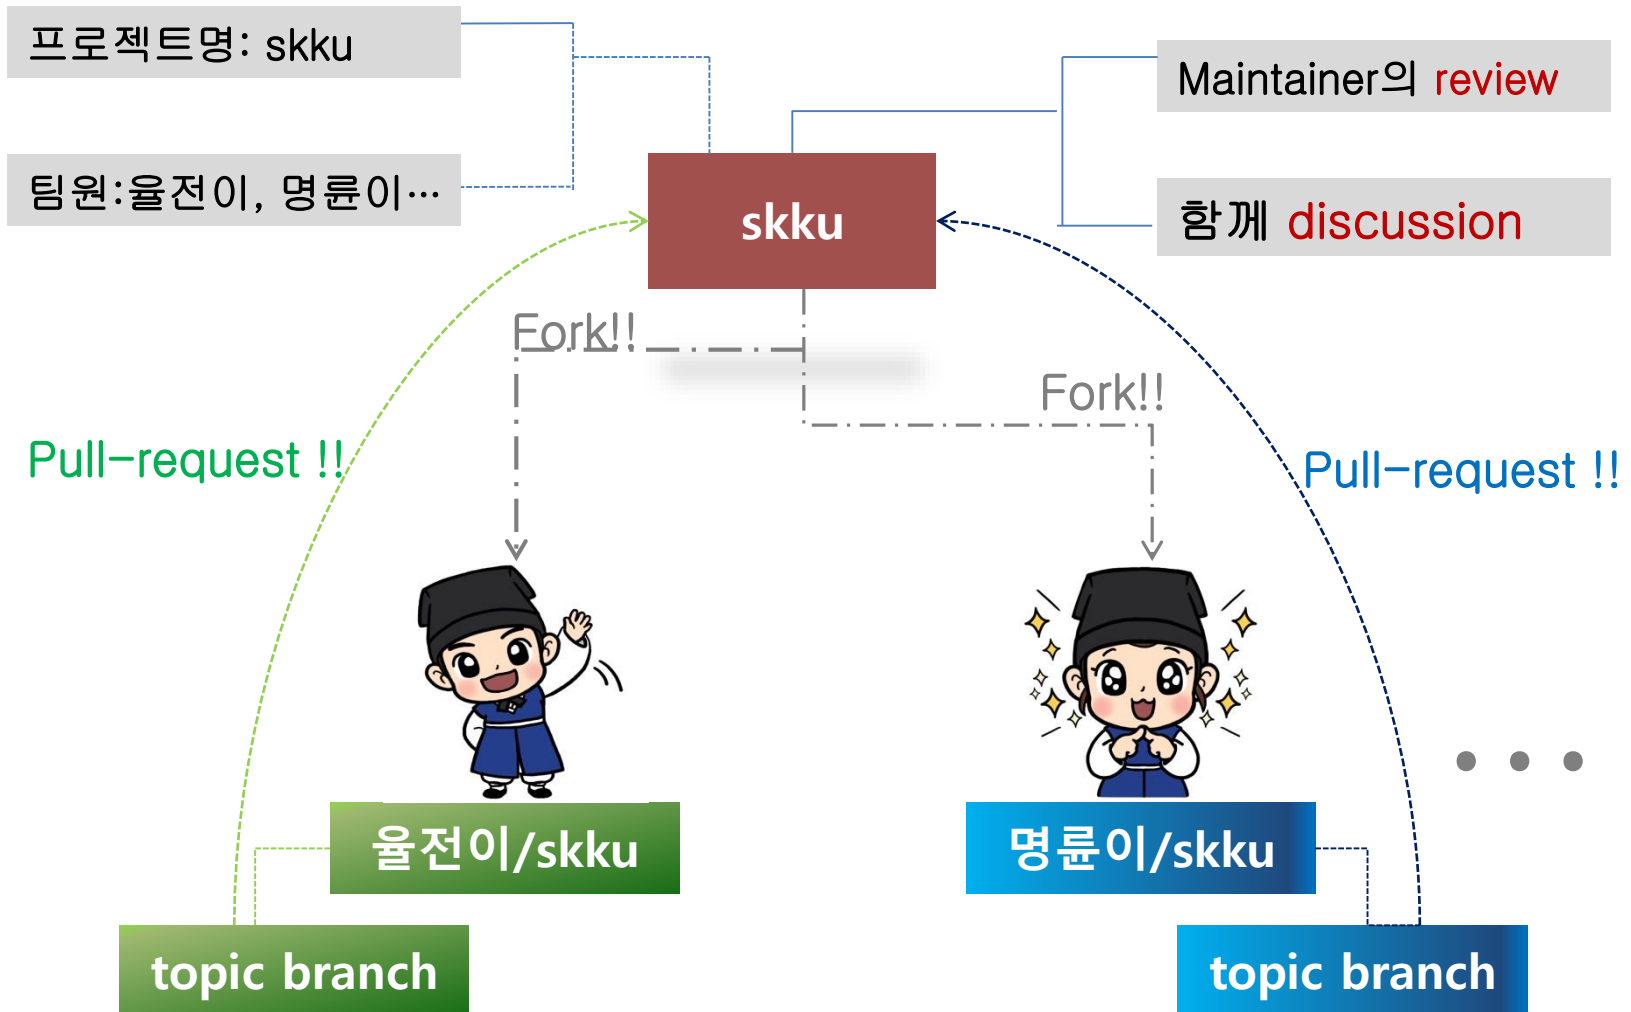 프로젝트명: skku
Maintainer의 review
팀원:율전이, 명륜이…
함께 discussion
skku
Fork!!
Fork!!
Pull-request !!
Pull-request !!
율전이/skku
명륜이/skku
topic branch
topic branch